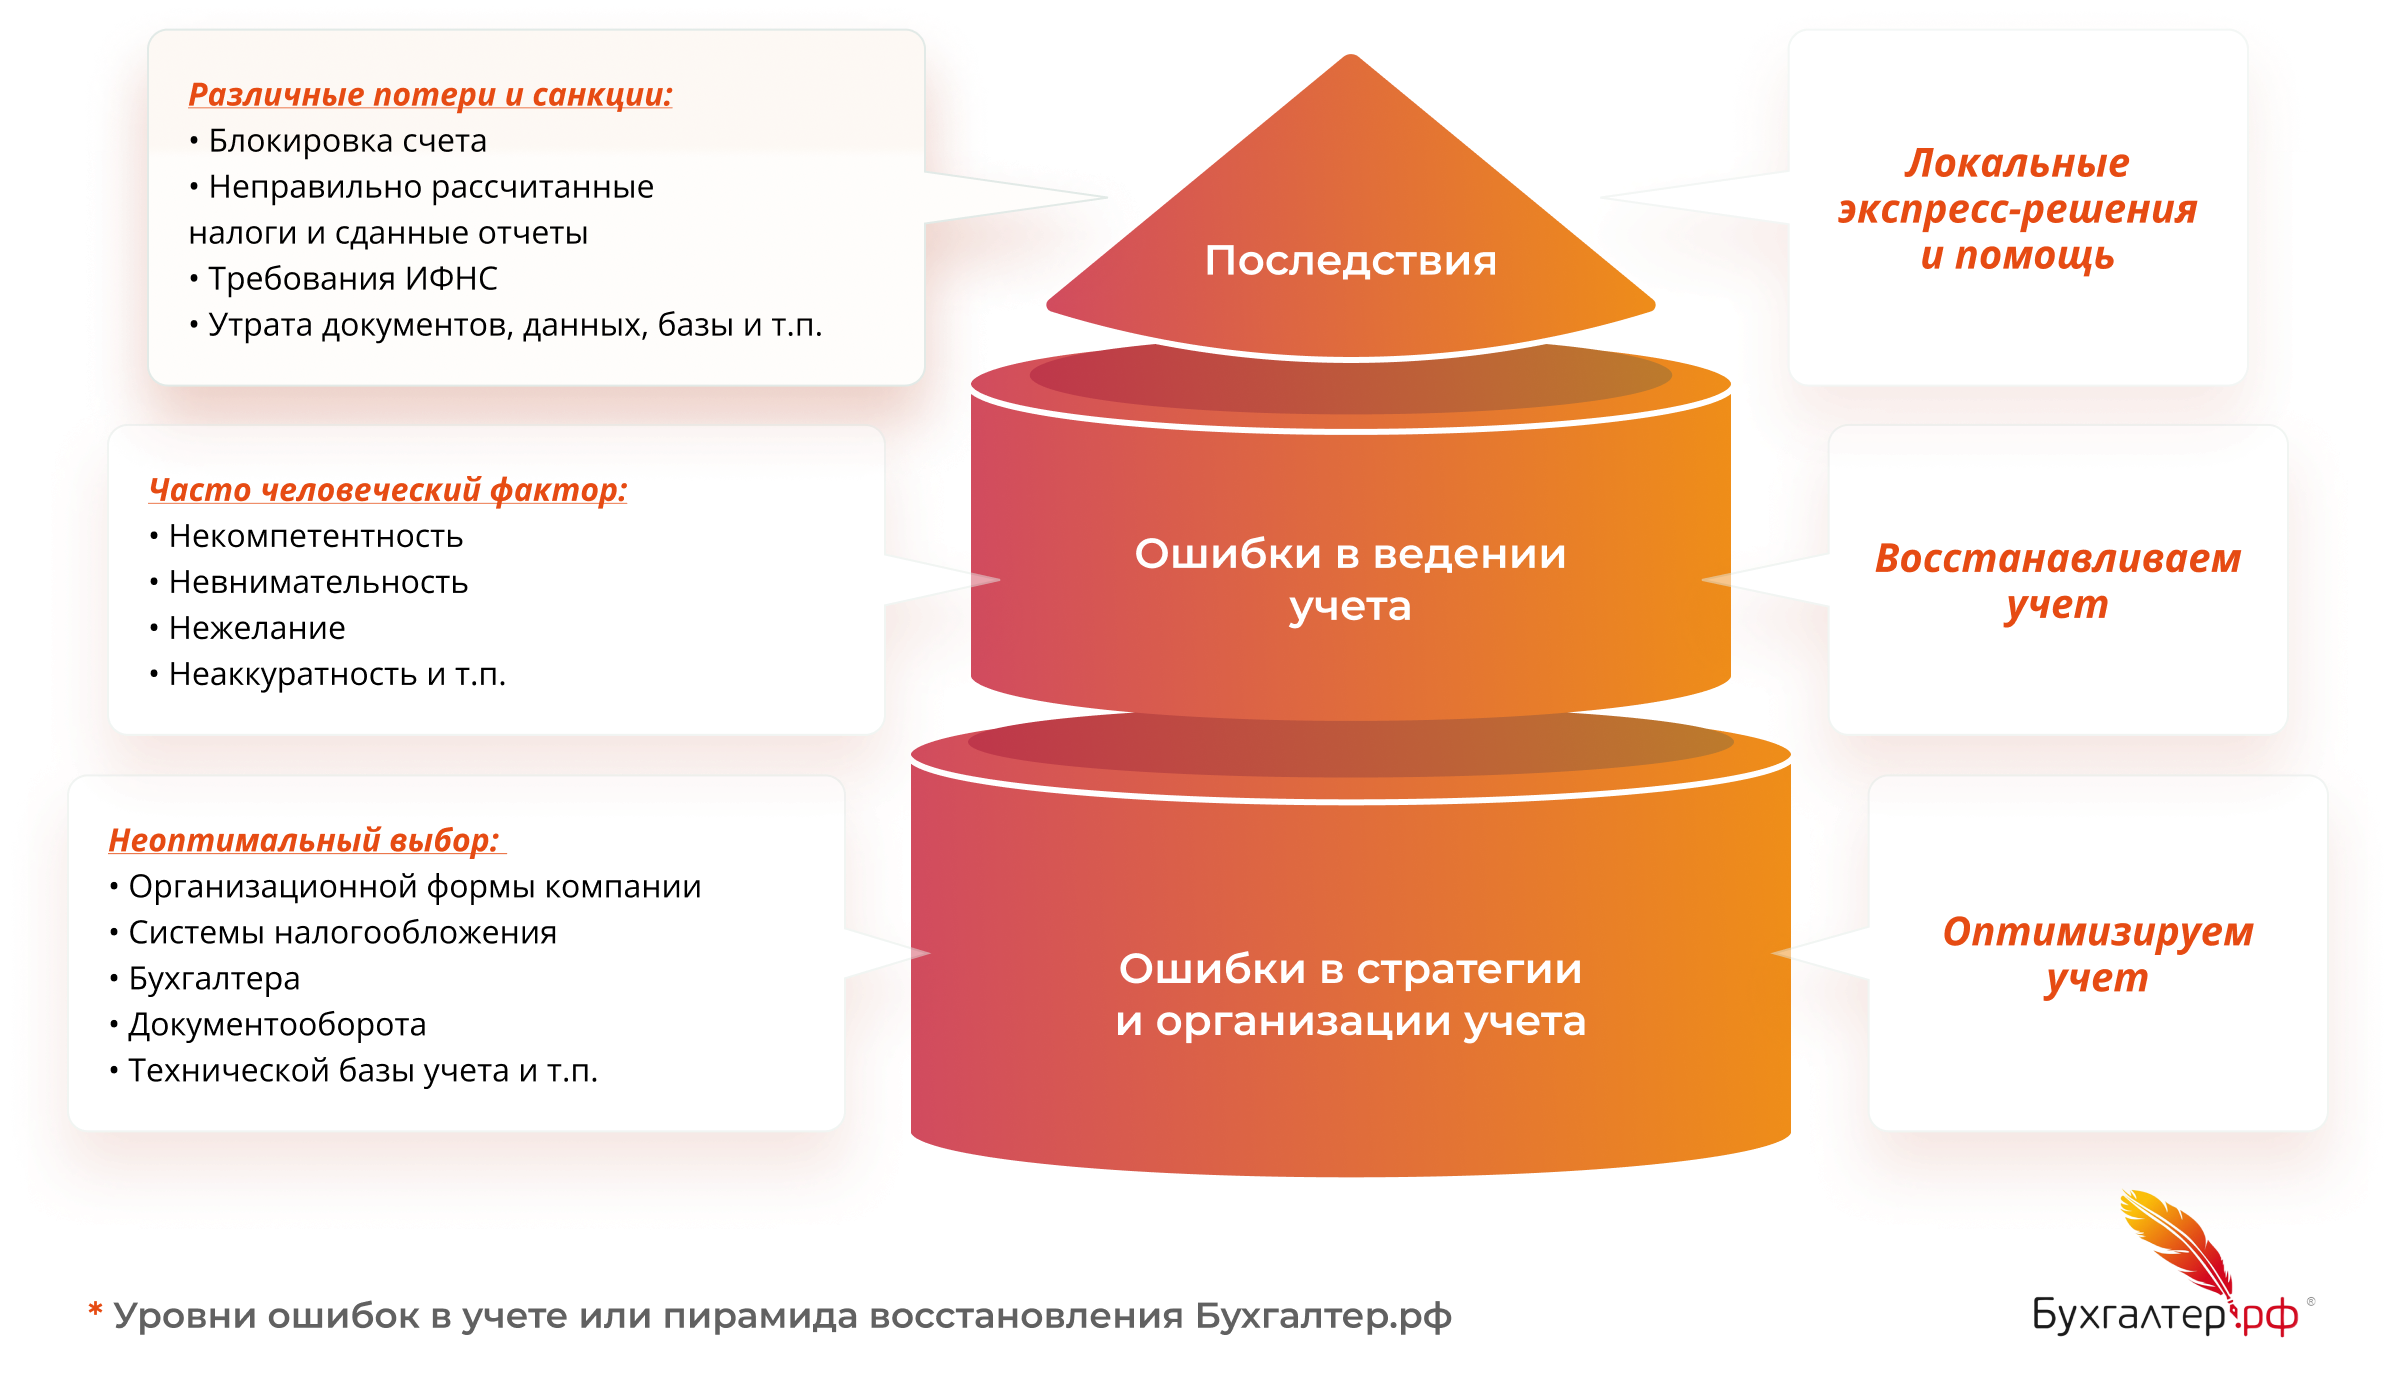 Различные потери и санкции:
• Блокировка счета
• Неправильно рассчитанные
налоги и сданные отчеты
• Требования ИФНС
• Утрата документов, данных, базы и т.п.
Последствия
Локальные
экспресс-решения
и помощь
Часто человеческий фактор:
• Некомпетентность
• Невнимательность
• Нежелание
• Неаккуратность и т.п.
Ошибки в ведении
учета
Восстанавливаем
учет
Неоптимальный выбор:
• Организационной формы компании
• Системы налогообложения
• Бухгалтера
• Документооборота
• Технической базы учета и т.п.
Ошибки в стратегии
и организации учета
Оптимизируем
учет
* Уровни ошибок в учете или пирамида восстановления Бухгалтер.рф
Бухгалтер.рф ®